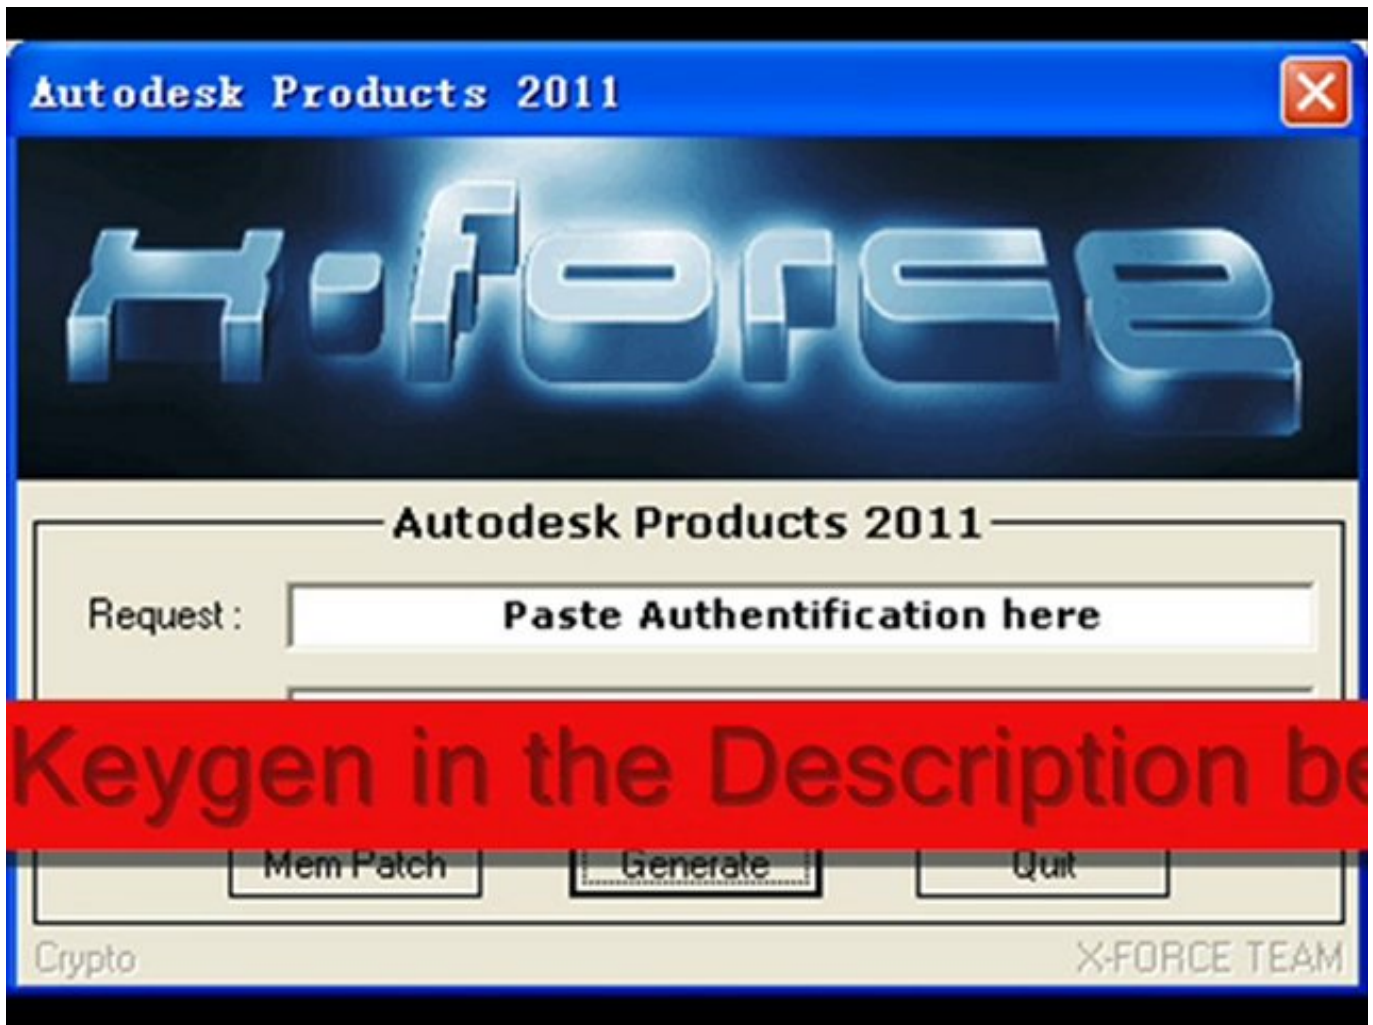 Autodesk Products 2011
X-force
Autodesk Products 2011
Request :
Paste Authentification here
Keygen in the Description be
Mem Patch
Generate
Quit
Crypto
X-FORCE TEAM